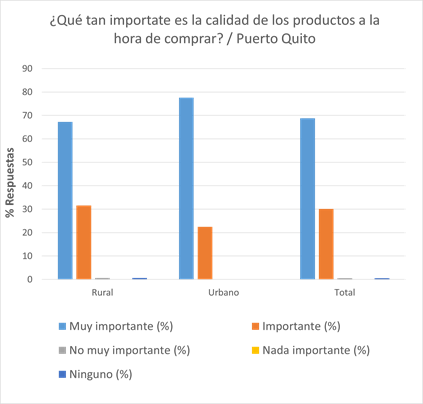 ¿Qué tan importate es la calidad de los productos a la
hora de comprar? / Puerto Quito
90
80
70
60
50
40
30
20
10
0
% Respuestas
Rural Urbano Total
Muy importante (%) Importante (%)
No muy importante (%) Nada importante (%)
Ninguno (%)